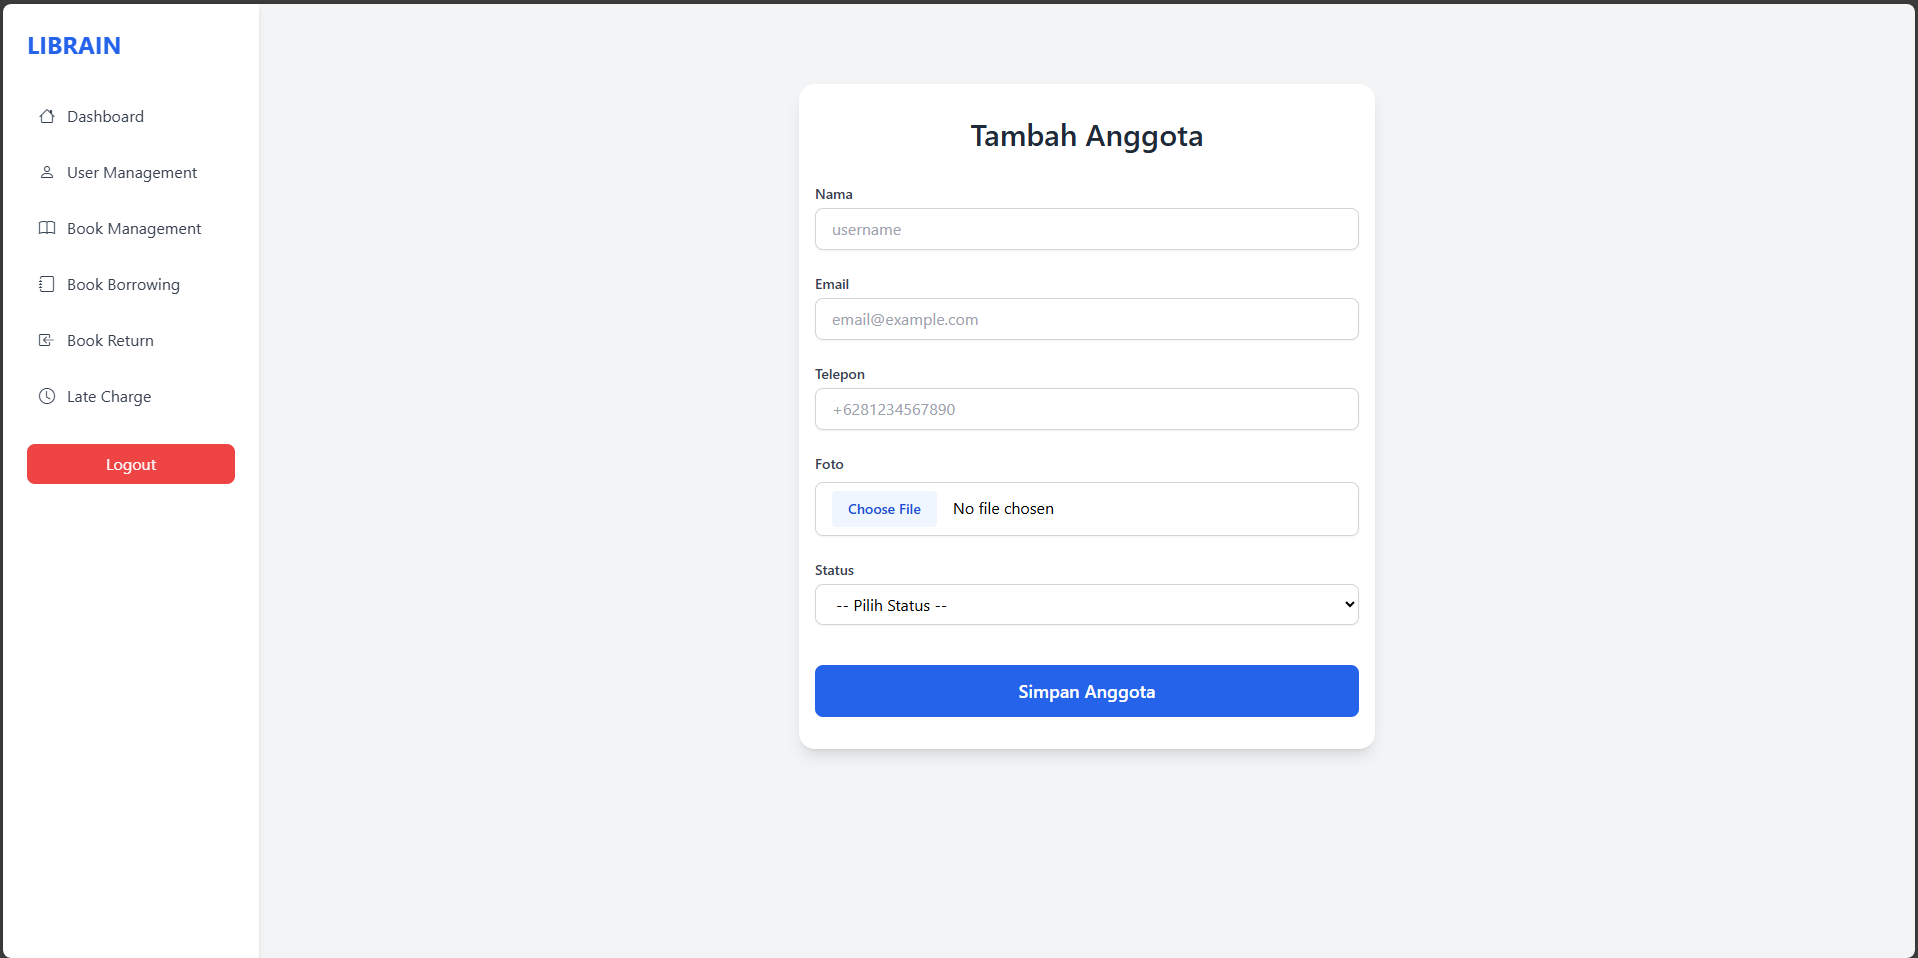 LIBRAIN
Dashboard
User Management
Book Management
Book Borrowing
Book Return
Late Charge
Logout
Tambah Anggota
Nama
username
Email
email@example.com
Telepon
+6281234567890
Foto
Choose File No file chosen
Status
-- Pilih Status --
Simpan Anggota